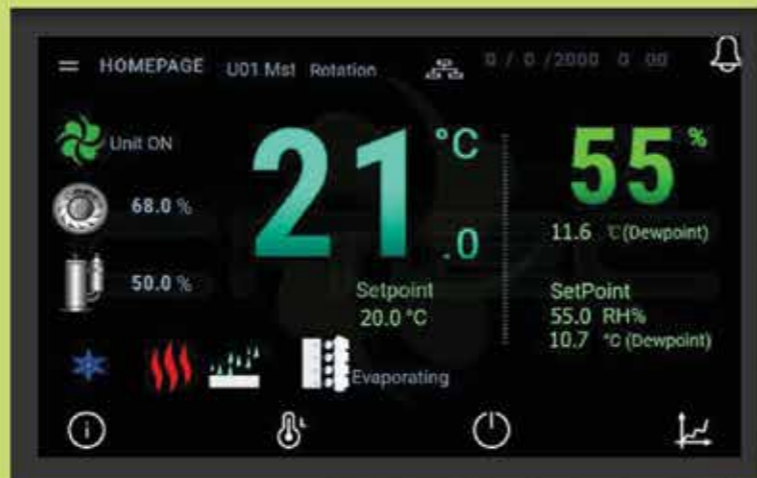 HOMEPAGE U01 Mst Rotation 0 / 0 /2000 0 00
Unit ON
68.0 %
50.0 %
21.0 °C
Setpoint
20.0 °C
55 %
11.6 °C (Dewpoint)
SetPoint
55.0 RH%
10.7 °C (Dewpoint)
Evaporating